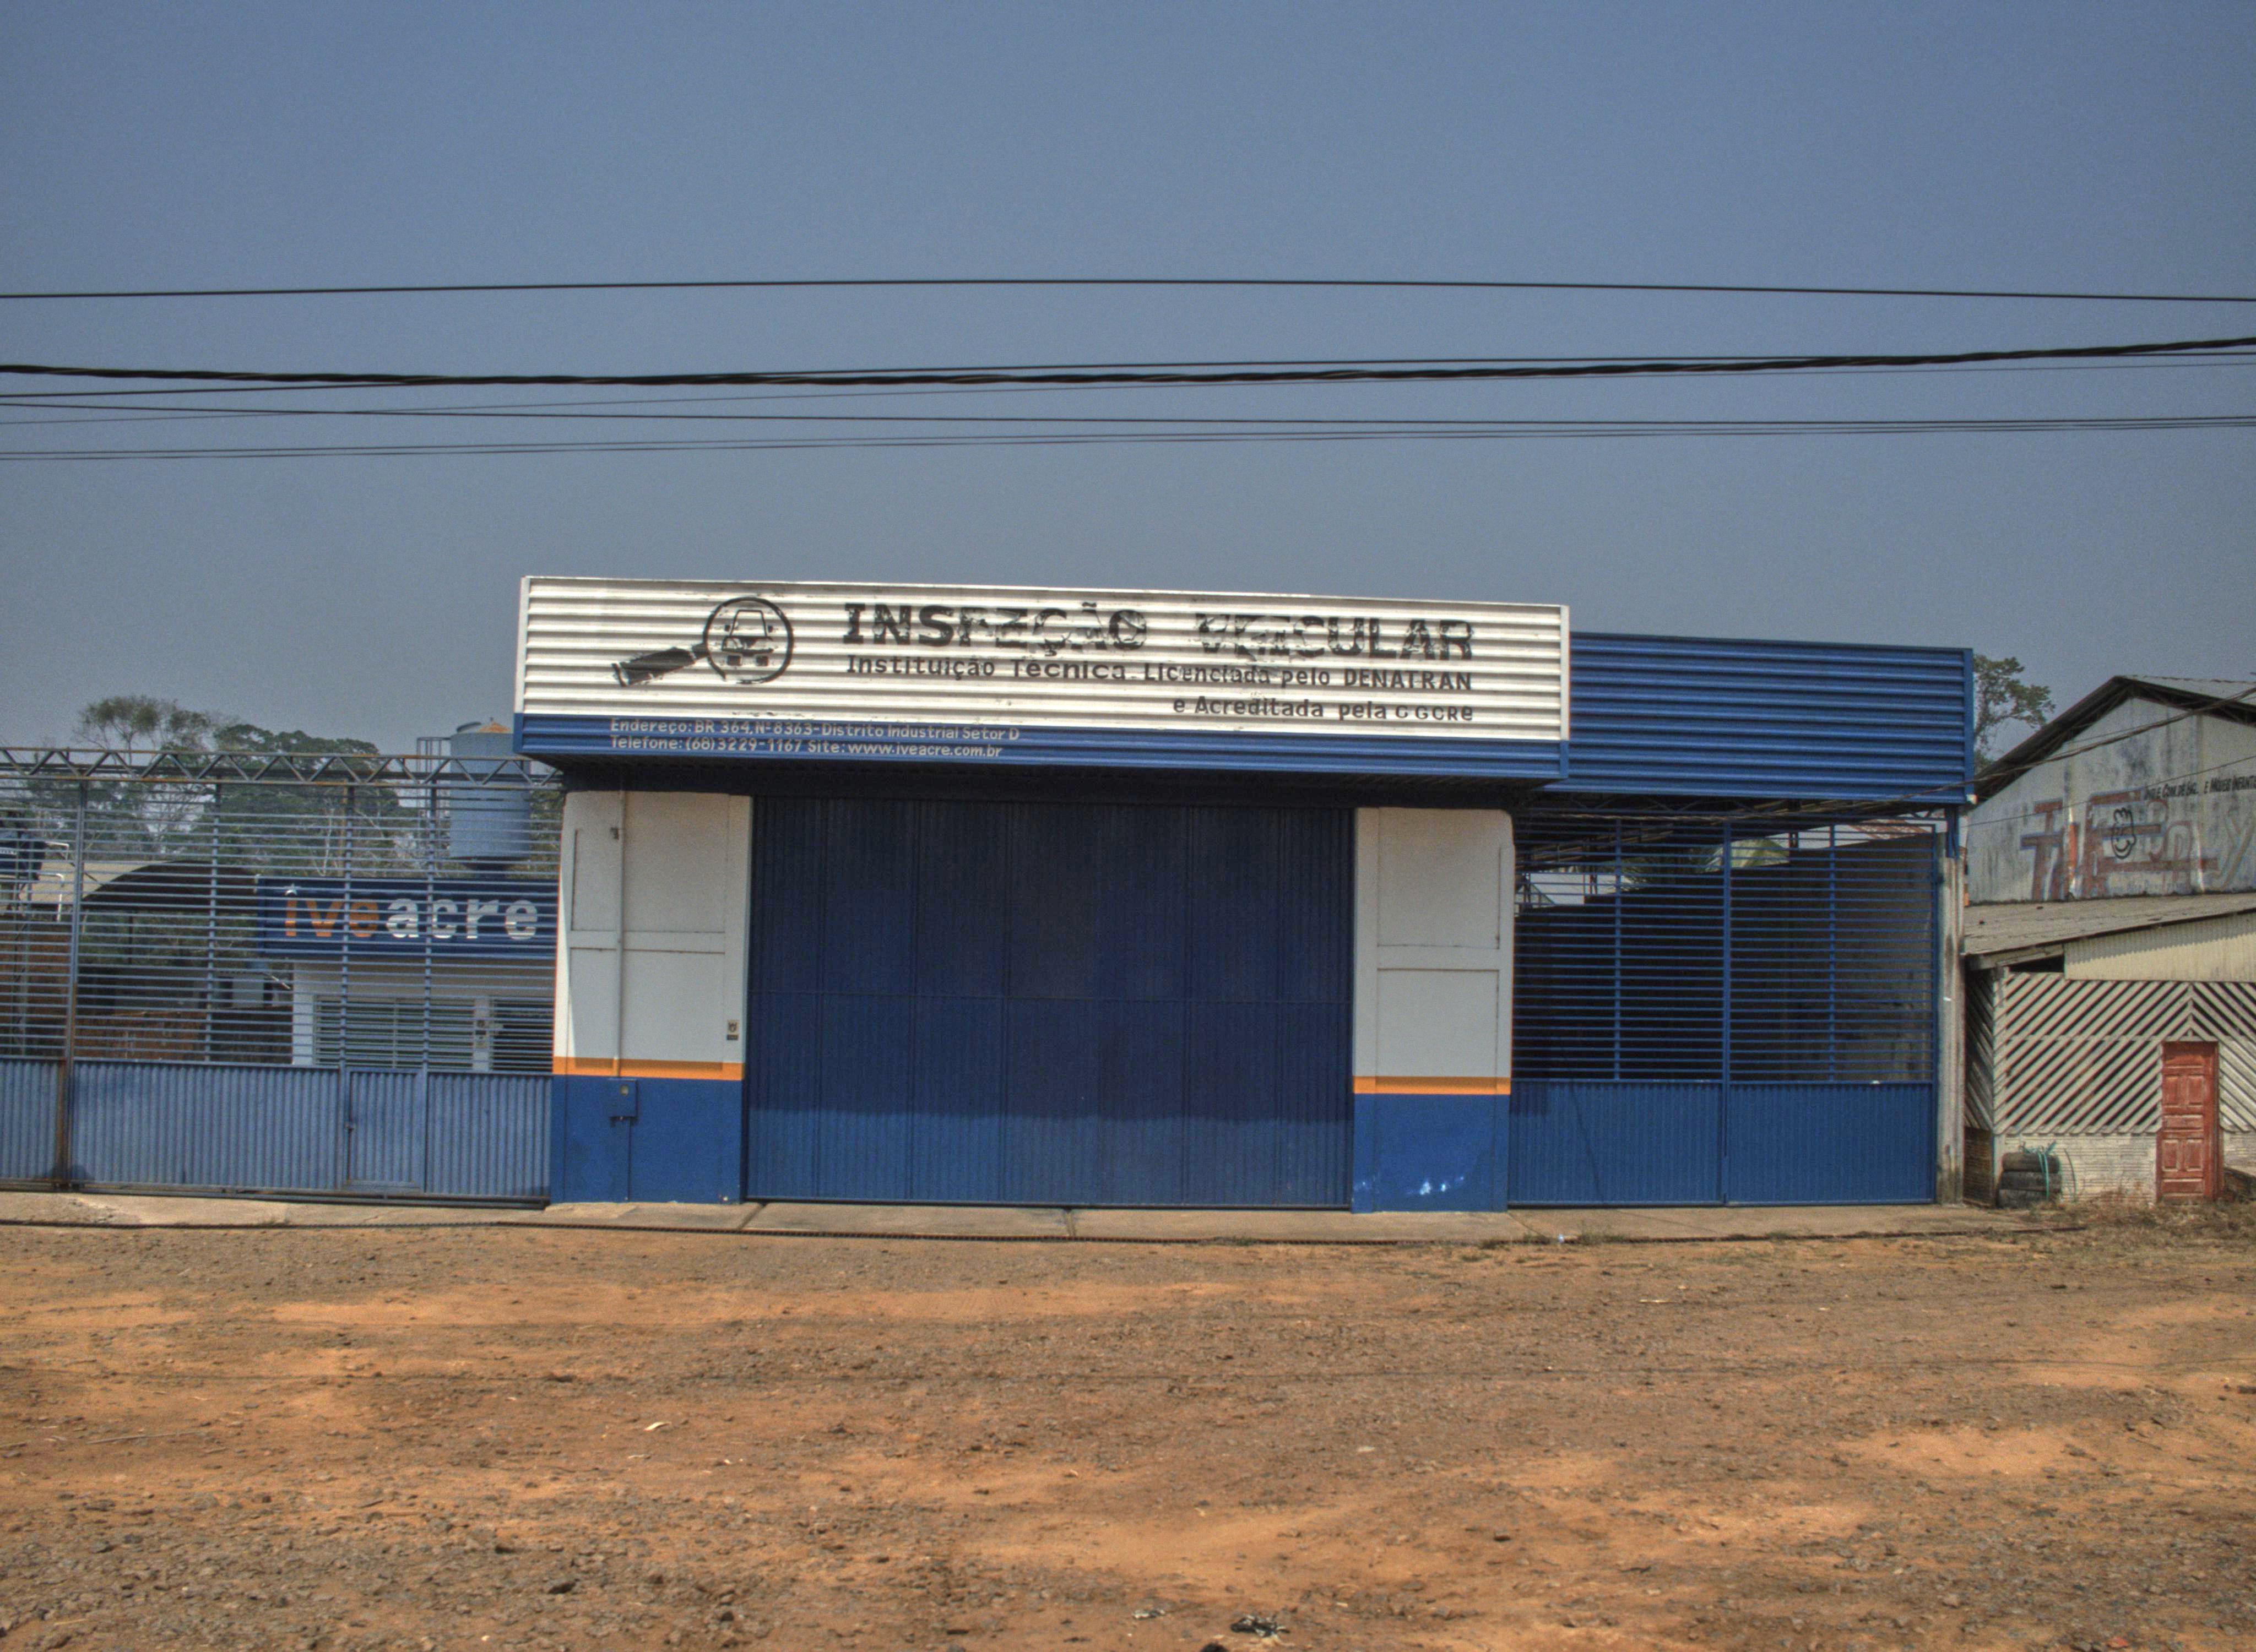 INSPEÇÃO VEICULAR
Instituição Técnica Licenciada pelo DENATRAN
e Acreditada pela CGCRE
Endereço: BR 364, Nº 8363-Distrito Industrial Setor D
Telefone: (68)3229-1167 Site: www.iveacre.com.br
iveacre